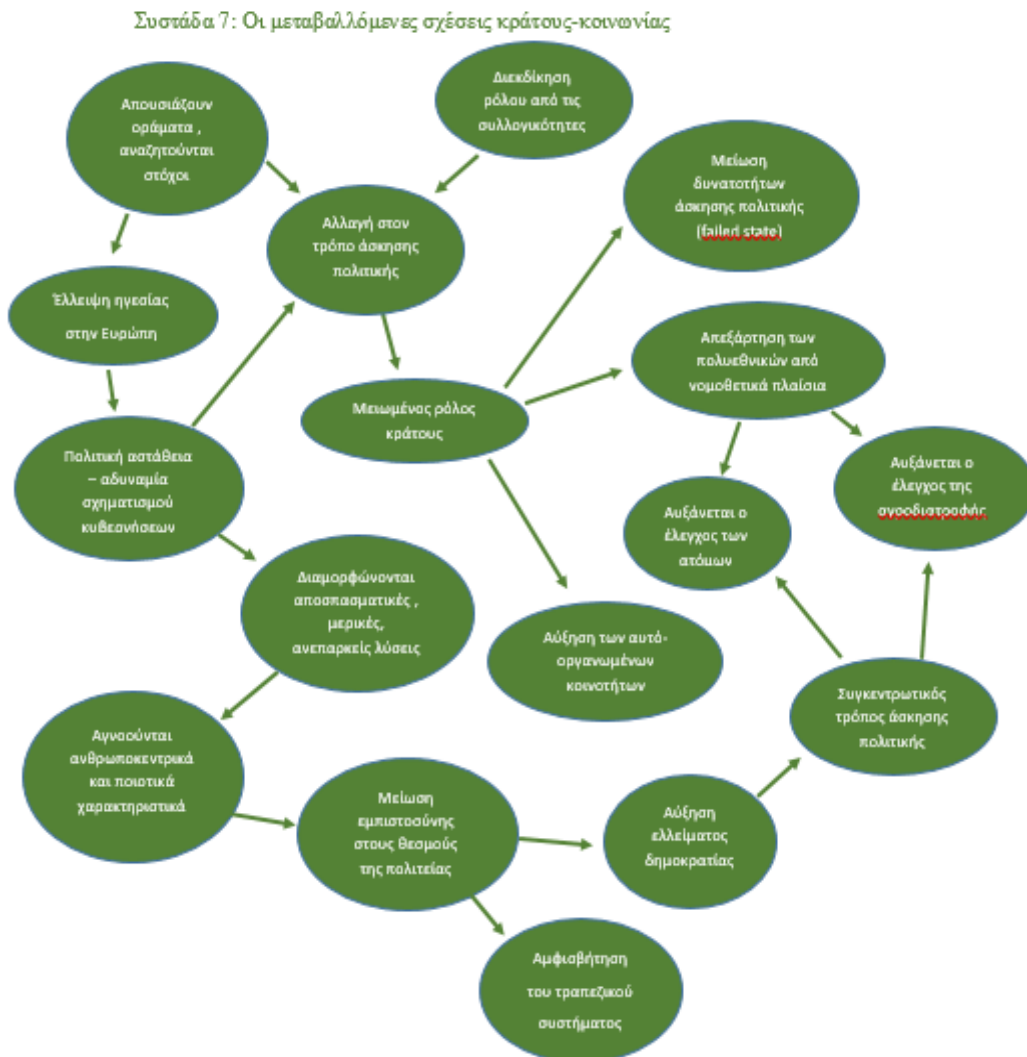 Συστάδα 7: Οι μεταβαλλόμενες σχέσεις κράτους-κοινωνίας
Απουσιάζουν
οράματα ,
αναζητούνται
στόχοι
Διεκδίκηση
ρόλου από τις
συλλογικότητες
Αλλαγή στον
τρόπο άσκησης
πολιτικής
Μείωση
δυνατοτήτων
άσκησης πολιτικής
(failed state)
Έλλειψη ηγεσίας
στην Ευρώπη
Απεξάρτηση των
πολυεθνικών από
νομοθετικά πλαίσια
Μειωμένος ρόλος
κράτους
Πολιτική αστάθεια
– αδυναμία
σχηματισμού
κυβερνήσεων
Αυξάνεται ο
έλεγχος της
αγροδιατροφής
Αυξάνεται ο
έλεγχος των
ατόμων
Διαμορφώνονται
αποσπασματικές ,
μερικές,
ανεπαρκείς λύσεις
Αύξηση των αυτό-
οργανωμένων
κοινοτήτων
Συγκεντρωτικός
τρόπος άσκησης
πολιτικής
Αγνοούνται
ανθρωποκεντρικά
και ποιοτικά
χαρακτηριστικά
Μείωση
εμπιστοσύνης
στους θεσμούς
της πολιτείας
Αύξηση
ελλείματος
δημοκρατίας
Αμφισβήτηση
του τραπεζικού
συστήματος